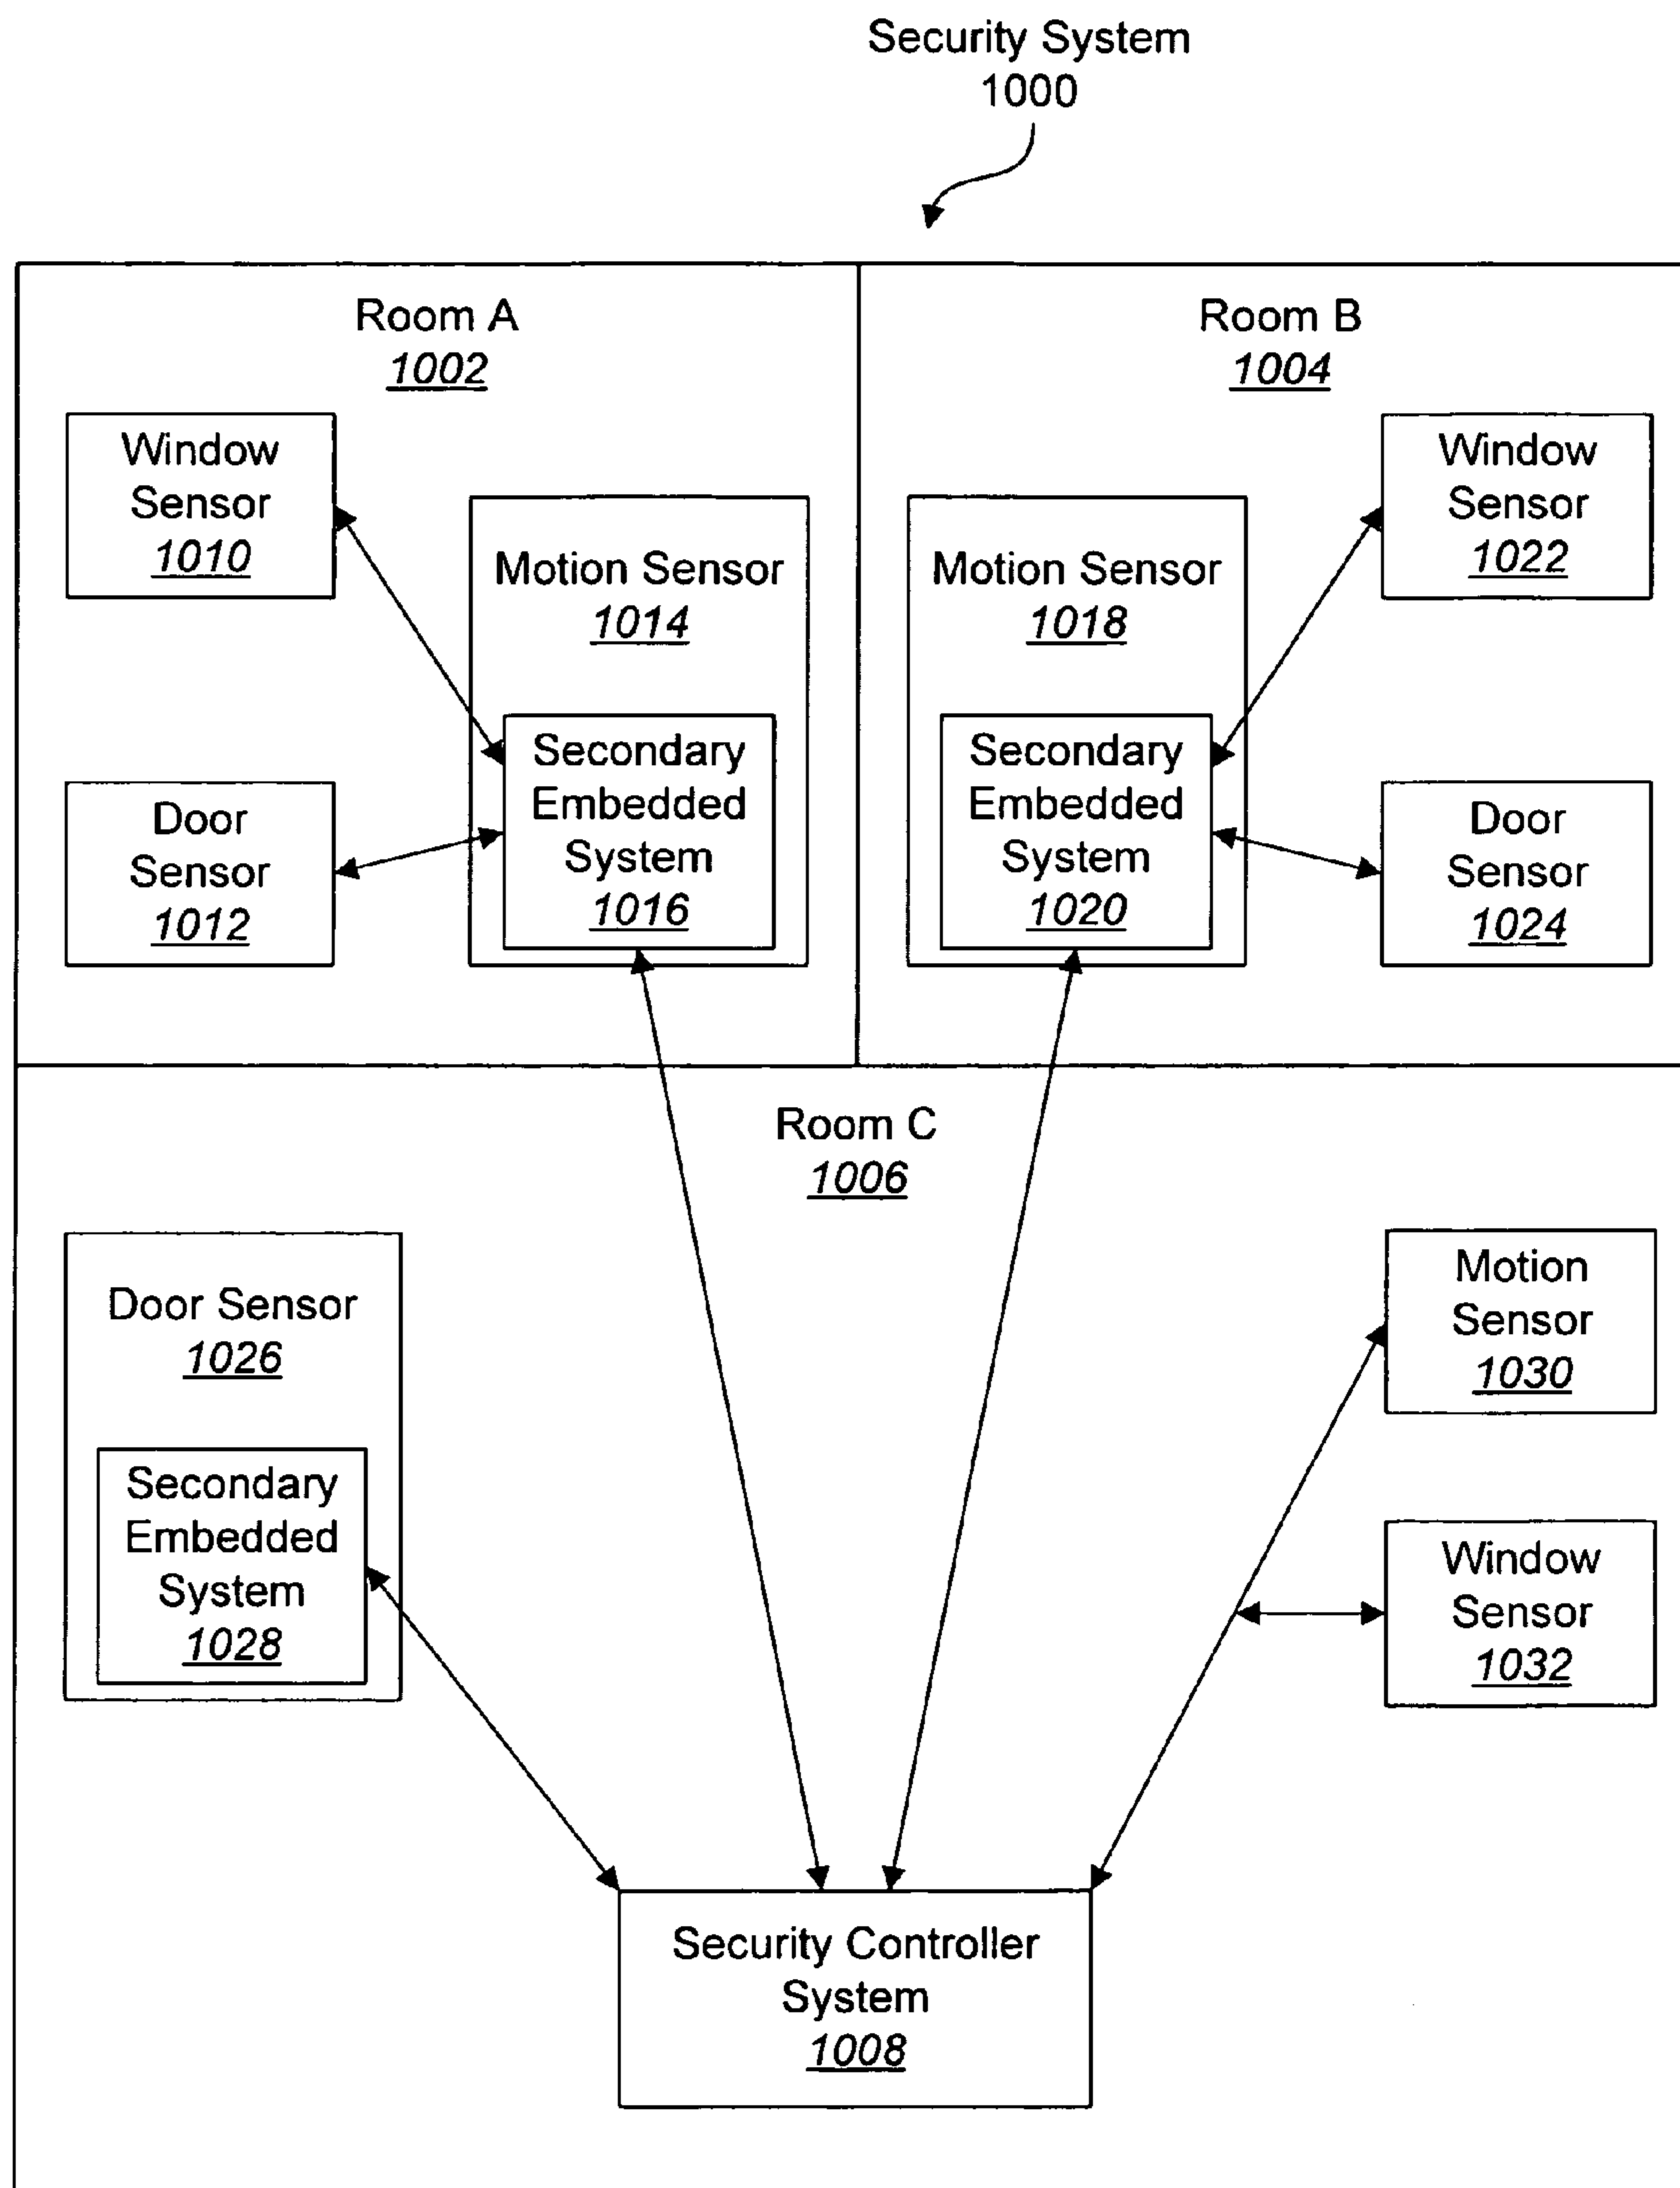 Security System
1000
Room A
1002
Room B
1004
Window
Sensor
1010
Motion Sensor
1014
Secondary
Embedded
System
1016
Door
Sensor
1012
Motion Sensor
1018
Secondary
Embedded
System
1020
Window
Sensor
1022
Door
Sensor
1024
Room C
1006
Door Sensor
1026
Secondary
Embedded
System
1028
Motion
Sensor
1030
Window
Sensor
1032
Security Controller
System
1008